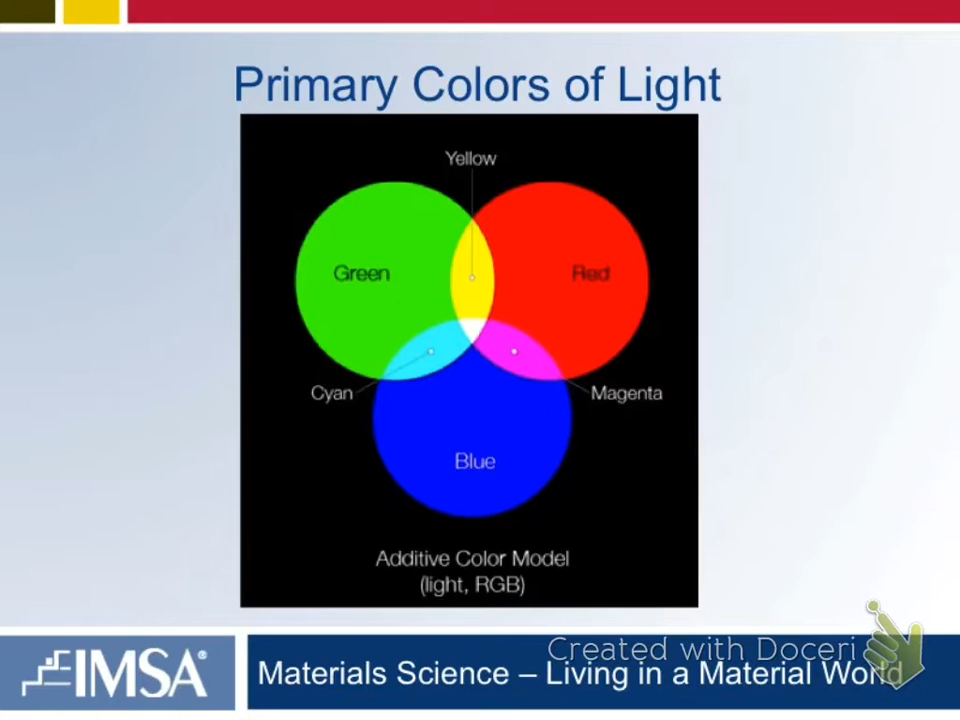 Primary Colors of Light
Yellow
Green
Red
Cyan
Magenta
Blue
Additive Color Model
(light, RGB)
Created with Doceri
IMSA®
Materials Science – Living in a Material World